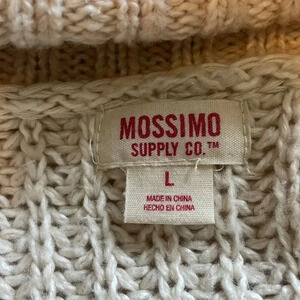 MOSSIMO
SUPPLY CO.™
L
MADE IN CHINA
HECHO EN CHINA